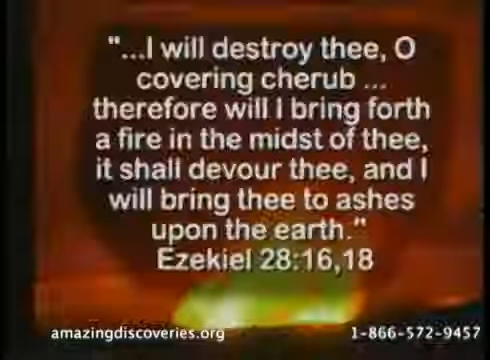 "...I will destroy thee, O
covering cherub ...
therefore will I bring forth
a fire in the midst of thee,
it shall devour thee, and I
will bring thee to ashes
upon the earth."
Ezekiel 28:16,18
amazingdiscoveries.org 1-866-572-9457